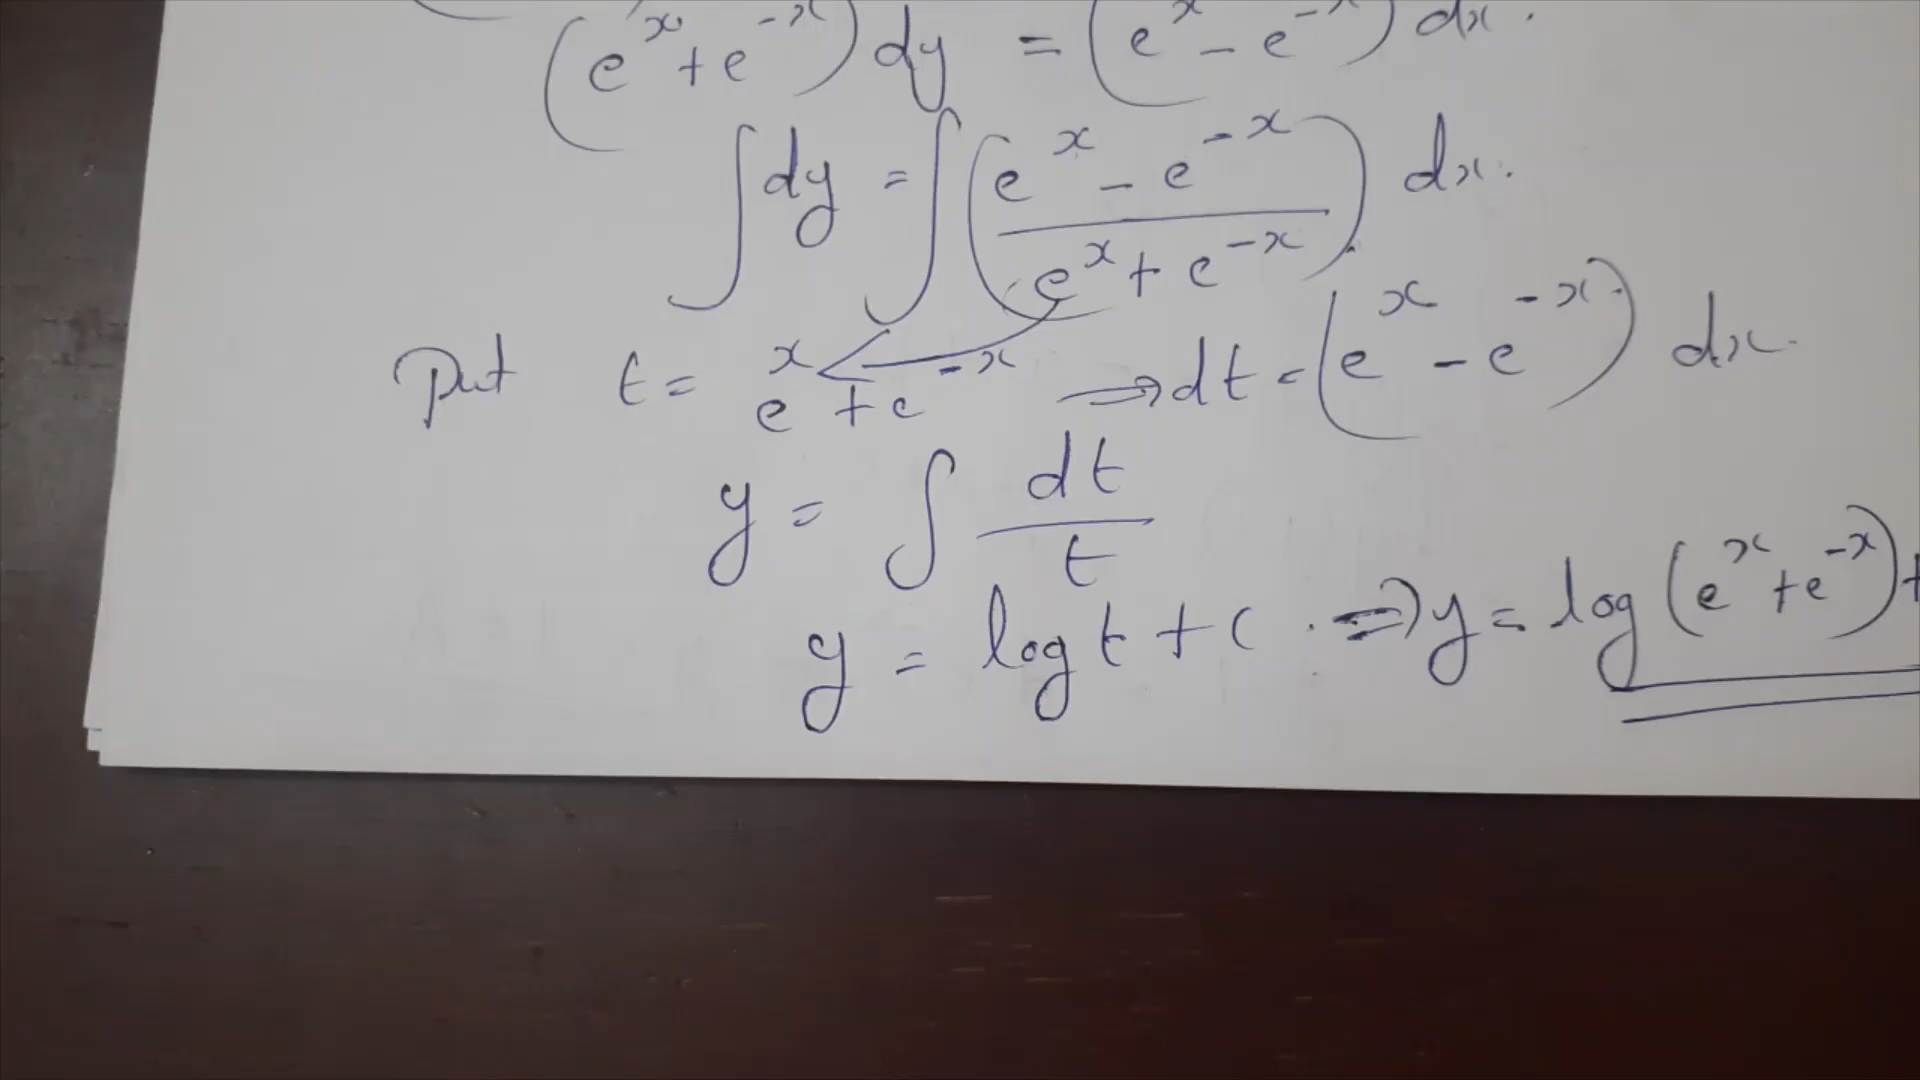 (e^x + e^-x) dy = (e^x - e^-x) dx.
∫ dy = ∫ ((e^x - e^-x) / (e^x + e^-x)) dx.
Put t = e^x + e^-x ⇒ dt = (e^x - e^-x) dx.
y = ∫ dt / t
y = log t + c . ⇒ y = log (e^x + e^-x) +